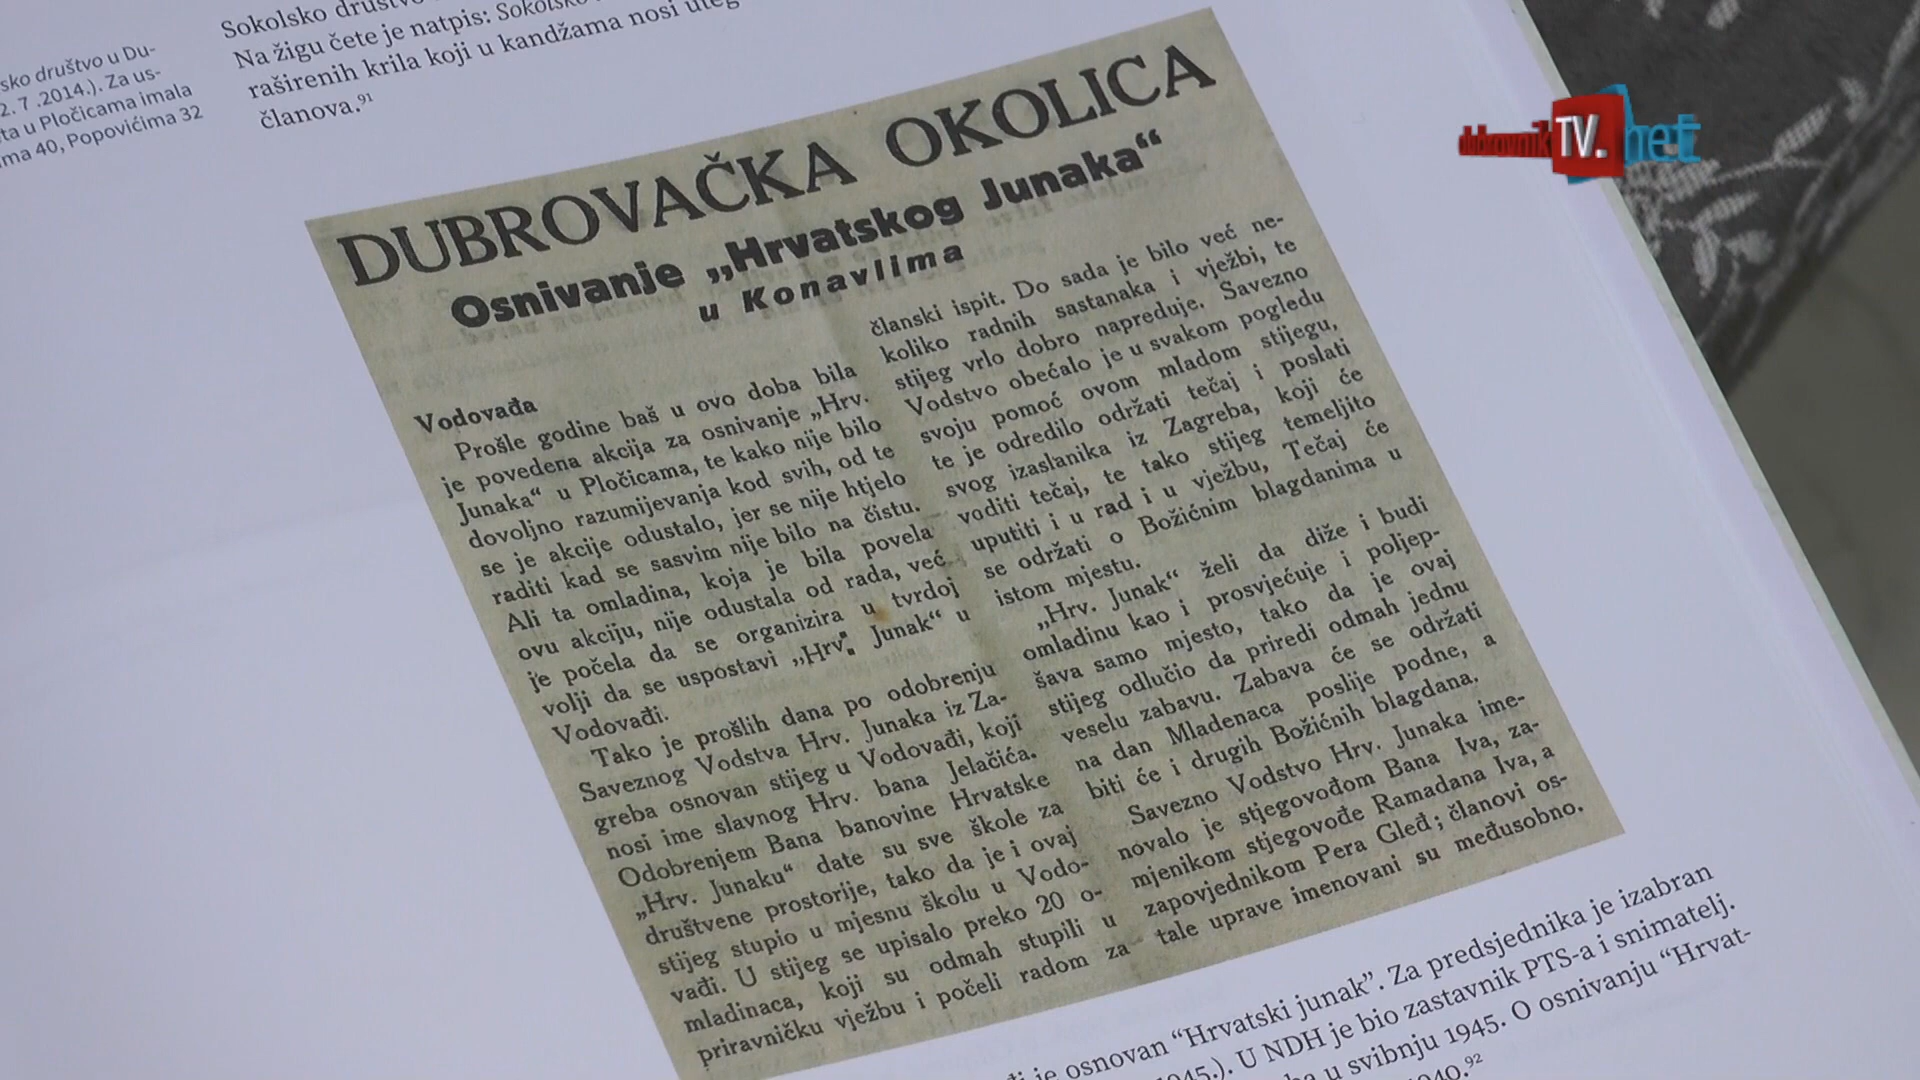 sko društvo u Du-
2. 7 .2014.). Za us-
ta u Pločicama imala
ma 40, Popovićima 32
Sokolsko društvo
Na žigu čete je natpis: Sokolsko
raširenih krila koji u kandžama nosi uteg
članova.91
dubrovnik TV. net
DUBROVAČKA OKOLICA
Osnivanje „Hrvatskog Junaka“
u Konavlima
Vodovađa
Prošle godine baš u ovo doba bila
je povedena akcija za osnivanje „Hrv.
Junaka“ u Pločicama, te kako nije bilo
dovoljno razumijevanja kod svih, od te
se je akcije odustalo, jer se nije htjelo
raditi kad se sasvim nije bilo na čistu.
Ali ta omladina, koja je bila povela
ovu akciju, nije odustala od rada, već
je počela da se organizira u tvrdoj
volji da se uspostavi „Hrv. Junak“ u
Vodovađi.
Tako je prošlih dana po odobrenju
Saveznog Vodstva Hrv. Junaka iz Za-
greba osnovan stijeg u Vodovađi, koji
nosi ime slavnog Hrv. bana Jelačića.
Odobrenjem Bana banovine Hrvatske
„Hrv. Junaku“ date su sve škole za
društvene prostorije, tako da je i ovaj
stijeg stupio u mjesnu školu u Vodo-
vađi. U stijeg se upisalo preko 20 o-
mladinaca, koji su odmah stupili u
priravničku vježbu i počeli radom za
članski ispit. Do sada je bilo već ne-
koliko radnih sastanaka i vježbi, te
stijeg vrlo dobro napreduje. Savezno
Vodstvo obećalo je u svakom pogledu
svoju pomoć ovom mladom stijegu,
te je odredilo održati tečaj i poslati
svog izaslanika iz Zagreba, koji će
voditi tečaj, te tako stijeg temeljito
uputiti i u rad i u vježbu, Tečaj će
se održati o Božićnim blagdanima u
istom mjestu.
„Hrv. Junak“ želi da diže i budi
omladinu kao i prosvjećuje i poljep-
šava samo mjesto, tako da je ovaj
stijeg odlučio da priredi odmah jednu
veselu zabavu. Zabava će se održati
na dan Mladenaca poslije podne, a
biti će i drugih Božićnih blagdana.
Savezno Vodstvo Hrv. Junaka ime-
novalo je stjegovođom Bana Iva, za-
mjenikom stjegovođe Ramadana Iva, a
zapovjednikom Pera Gleđ; članovi os-
tale uprave imenovani su međusobno.
đi je osnovan “Hrvatski junak”. Za predsjednika je izabran
1945.). U NDH je bio zastavnik PTS-a i snimatelj.
u svibnju 1945. O osnivanju “Hrvat-
1940.92